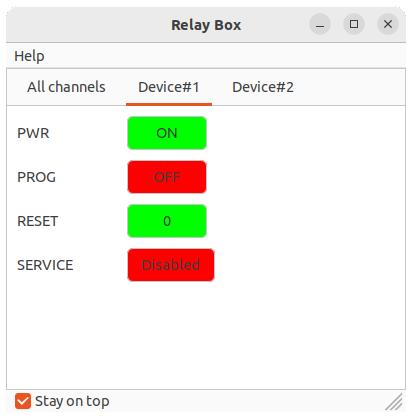 Relay Box
Help
All channels Device#1 Device#2
PWR ON
PROG OFF
RESET 0
SERVICE Disabled
Stay on top